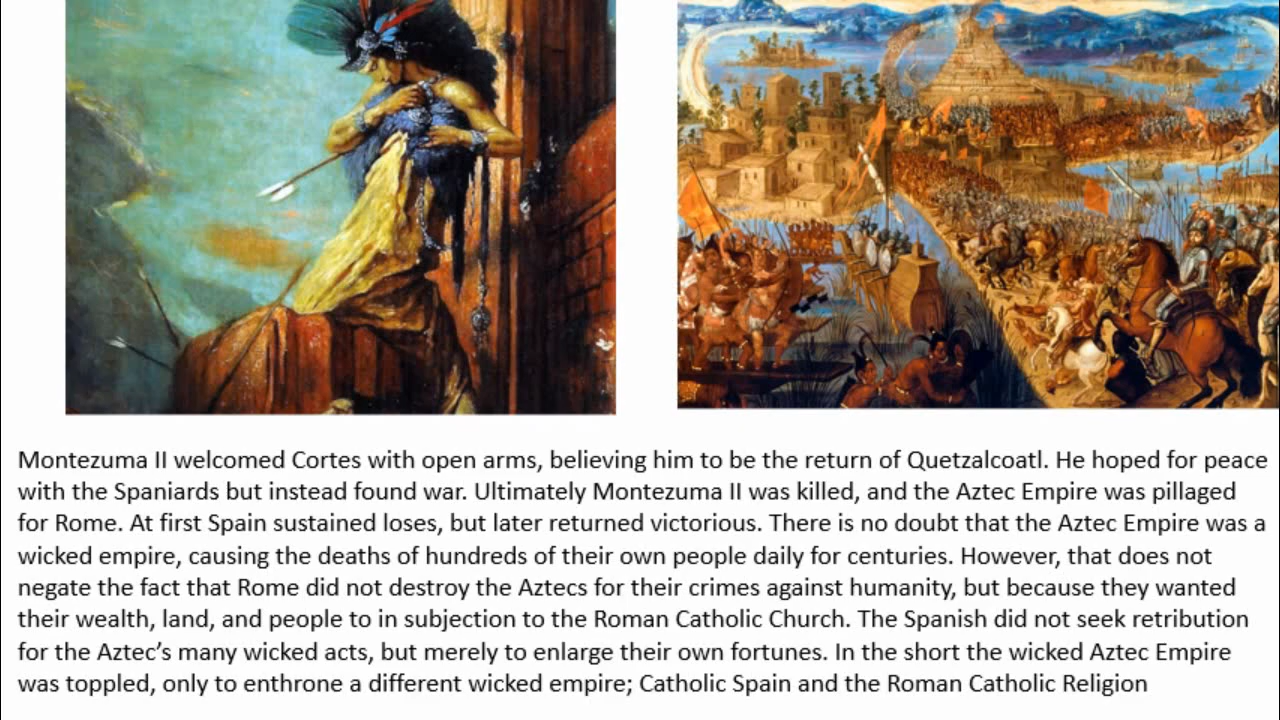 Montezuma II welcomed Cortes with open arms, believing him to be the return of Quetzalcoatl. He hoped for peace
with the Spaniards but instead found war. Ultimately Montezuma II was killed, and the Aztec Empire was pillaged
for Rome. At first Spain sustained loses, but later returned victorious. There is no doubt that the Aztec Empire was a
wicked empire, causing the deaths of hundreds of their own people daily for centuries. However, that does not
negate the fact that Rome did not destroy the Aztecs for their crimes against humanity, but because they wanted
their wealth, land, and people to in subjection to the Roman Catholic Church. The Spanish did not seek retribution
for the Aztec’s many wicked acts, but merely to enlarge their own fortunes. In the short the wicked Aztec Empire
was toppled, only to enthrone a different wicked empire; Catholic Spain and the Roman Catholic Religion